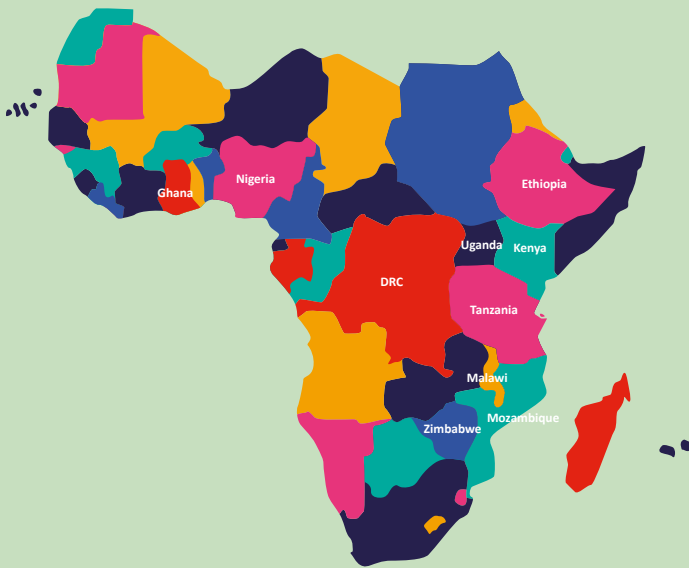 Nigeria
Ghana
Ethiopia
Uganda
Kenya
DRC
Tanzania
Malawi
Mozambique
Zimbabwe